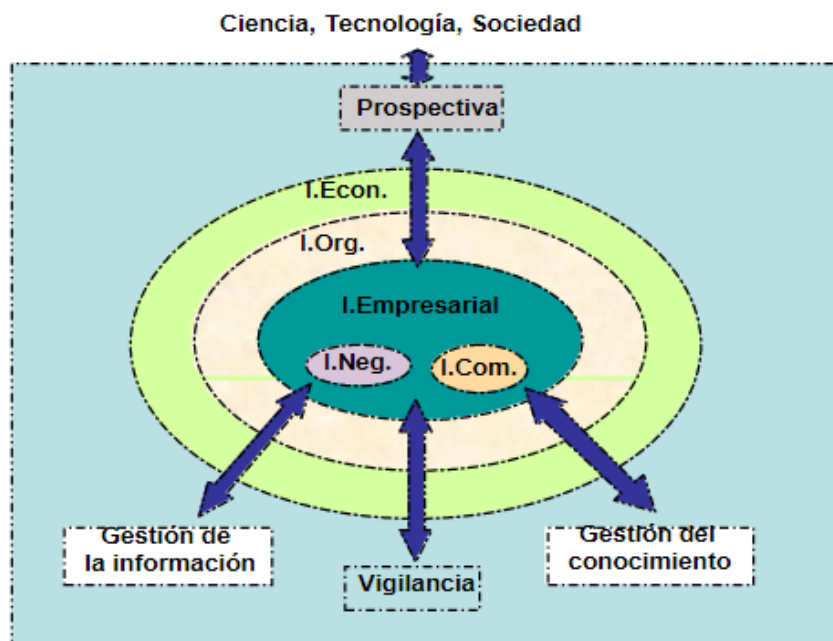 Ciencia, Tecnología, Sociedad
Prospectiva
I.Econ.
I.Org.
I.Empresarial
I.Neg.
I.Com.
Gestión de
la información
Vigilancia
Gestión del
conocimiento